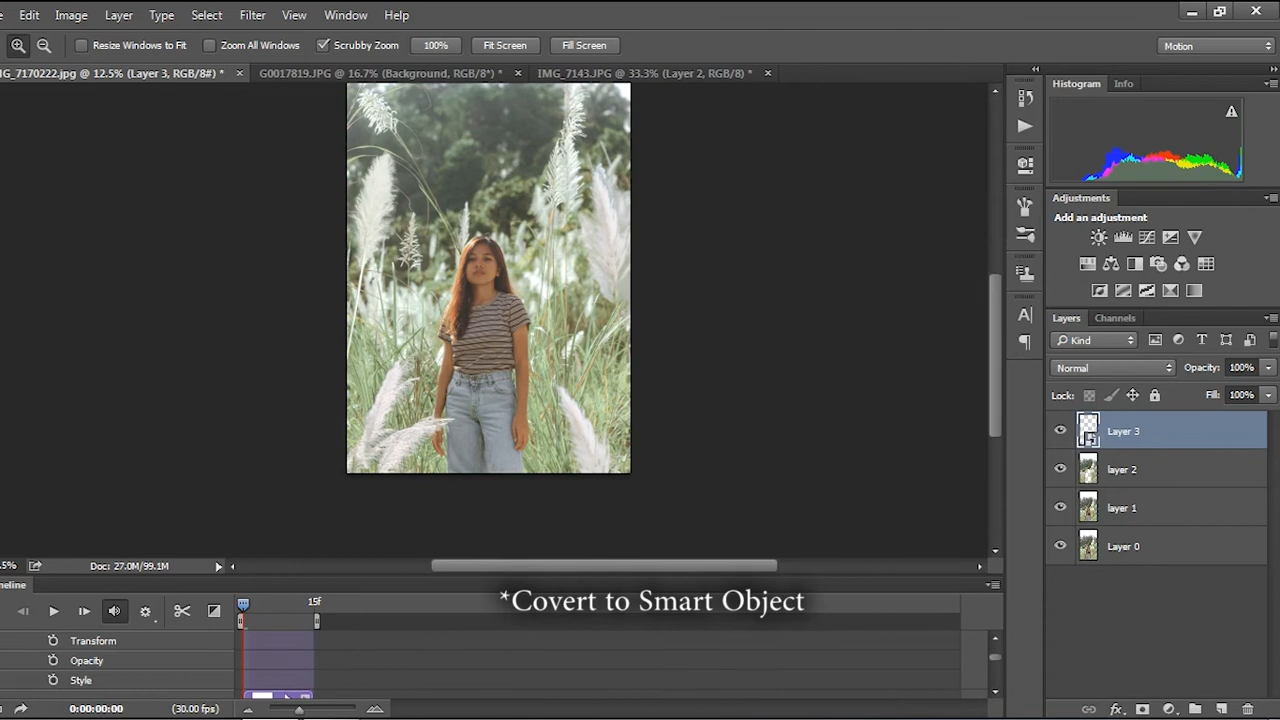 Edit Image Layer Type Select Filter View Window Help
Resize Windows to Fit Zoom All Windows Scrubby Zoom 100% Fit Screen Fill Screen Motion
IG_7170222.jpg @ 12.5% (Layer 3, RGB/8#) * G0017819.JPG @ 16.7% (Background, RGB/8*) * IMG_7143.JPG @ 33.3% (Layer 2, RGB/8) *
Histogram Info
Adjustments
Add an adjustment
Layers Channels
Kind
Normal Opacity: 100%
Lock: Fill: 100%
Layer 3
layer 2
layer 1
Layer 0
.5% Doc: 27.0M/99.1M
imeline
15f
*Covert to Smart Object
Transform
Opacity
Style
0:00:00:00 (30.00 fps)